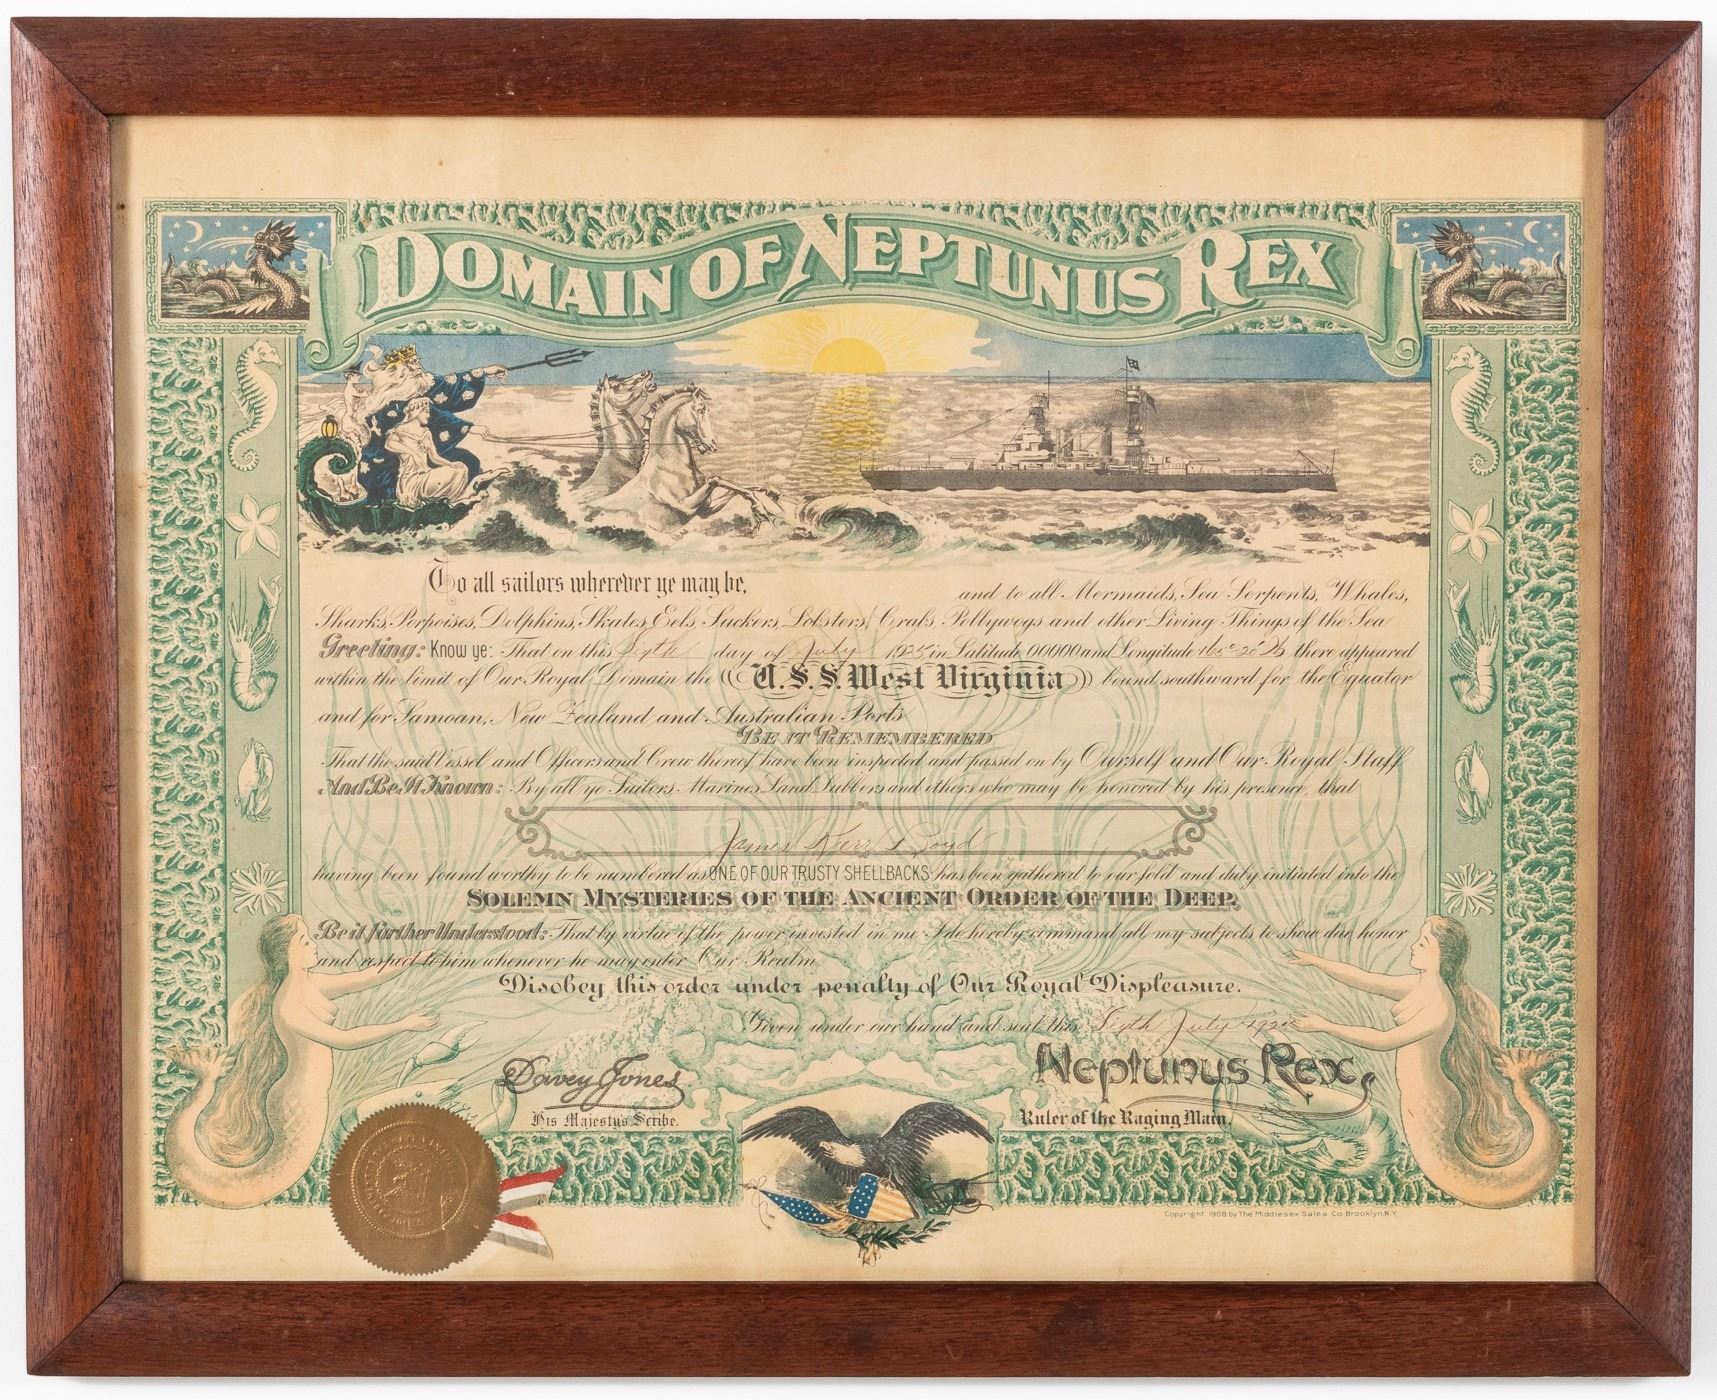 DOMAIN OF NEPTUNUS REX
To all sailors wherever ye may be, and to all Mermaids, Sea Serpents, Whales,
Sharks, Porpoises, Dolphins, Skates, Eels, Suckers, Lobsters, Crabs, Pollywogs and other Living Things of the Sea
Greeting: Know ye: That on this Sixth day of July 1925 in Latitude 00000 and Longitude there appeared
within the limit of Our Royal Domain the U.S.S. West Virginia bound southward for the Equator
and for Samoan, New Zealand and Australian Ports
BE IT REMEMBERED
That the said Vessel and Officers and Crew thereof have been inspected and passed on by Ourself and Our Royal Staff
And Be It Known: By all ye Sailors, Marines, Land Lubbers and others who may be honored by his presence, that
James Kerr Boyd
having been found worthy to be numbered as ONE OF OUR TRUSTY SHELLBACKS has been gathered to our fold and duly initiated into the
SOLEMN MYSTERIES OF THE ANCIENT ORDER OF THE DEEP.
Be it further Understood: That by virtue of the power invested in me I do hereby command all my subjects to show due honor
and respect to him whenever he may enter Our Realm
Disobey this order under penalty of Our Royal Displeasure.
Given under our hand and seal this Sixth July 1925
Davey Jones
His Majestys Scribe.
Neptunus Rex,
Ruler of the Raging Main.
Copyright 1908 by The Middlesex Sales Co. Brooklyn, N.Y.